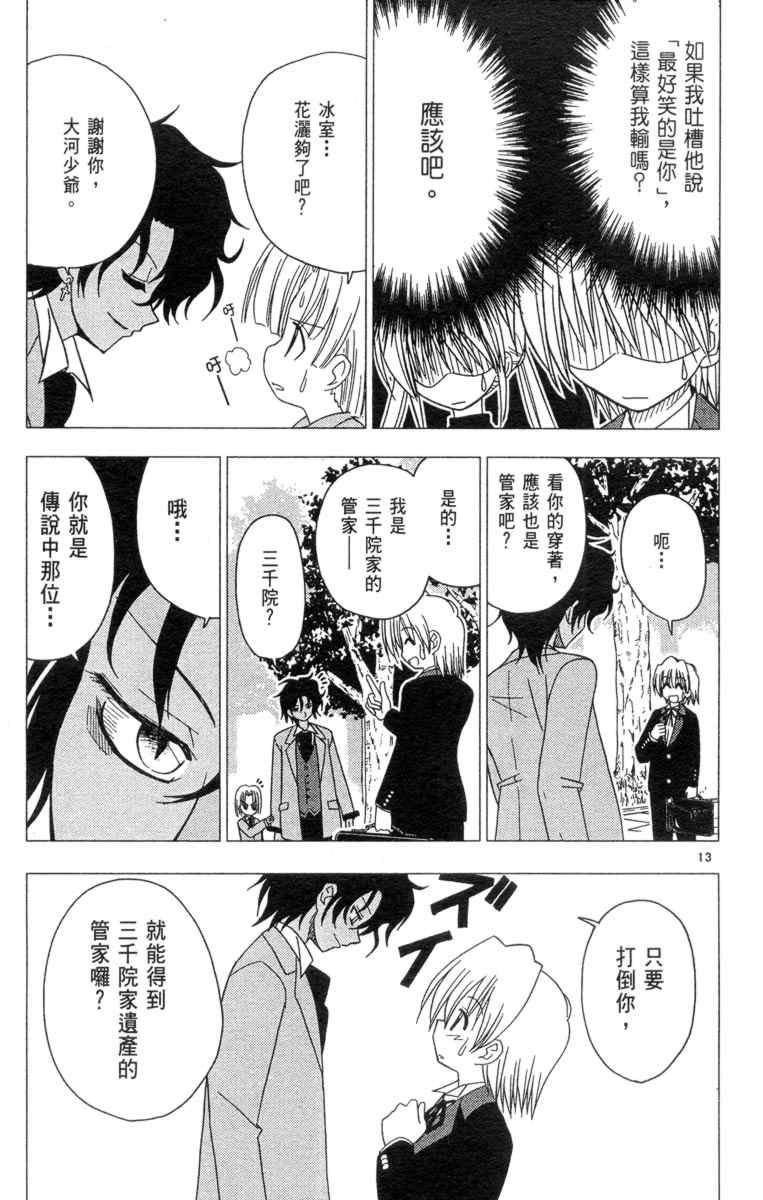 如果我吐槽他說
「最好笑的是你」，
這樣算我輸嗎？
應該吧。
冰室…
花灑夠了吧？
謝謝你，
大河少爺。
吁
吁
呃…
看你的穿著，
應該也是
管家吧？
是的…
我是
三千院家的
管家——
三千院？
哦…
你就是
傳說中那位…
13
只要
打倒你，
就能得到
三千院家遺產的
管家囉？
ズイ